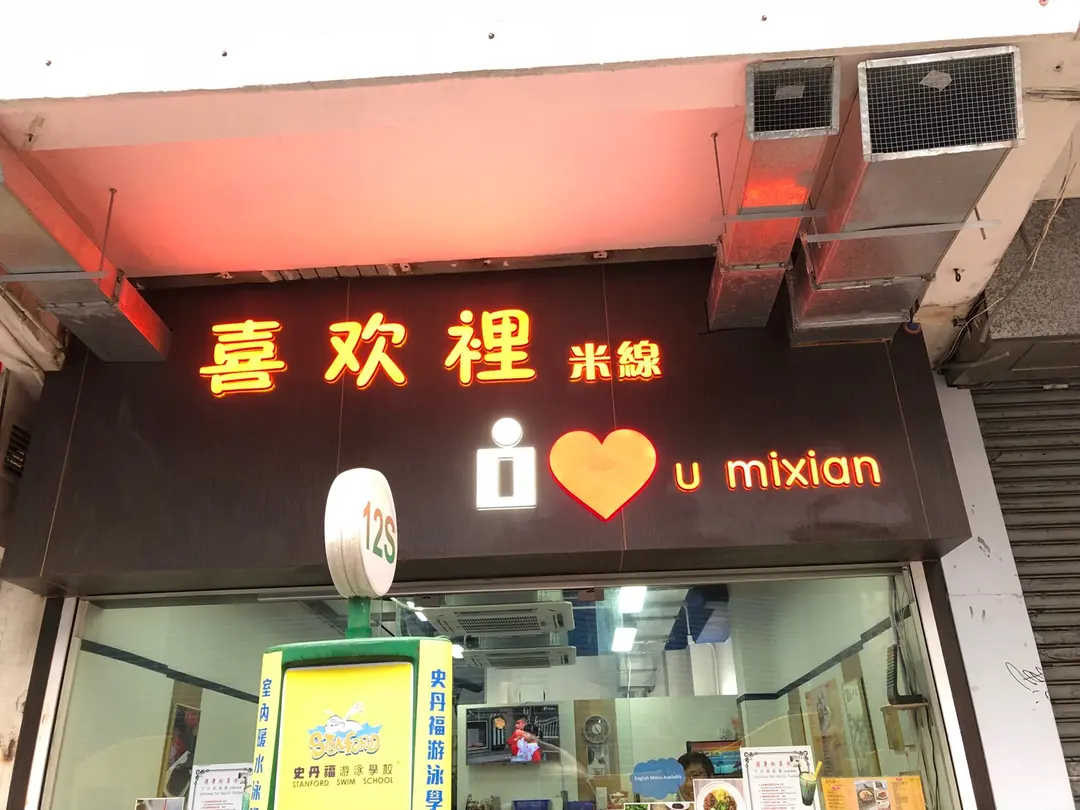 喜欢裡 米線
i ❤ u mixian
12S
室內暖水泳
Stanford
史丹福游泳學校
STANFORD SWIM SCHOOL
史丹福游泳學
English Menu Available